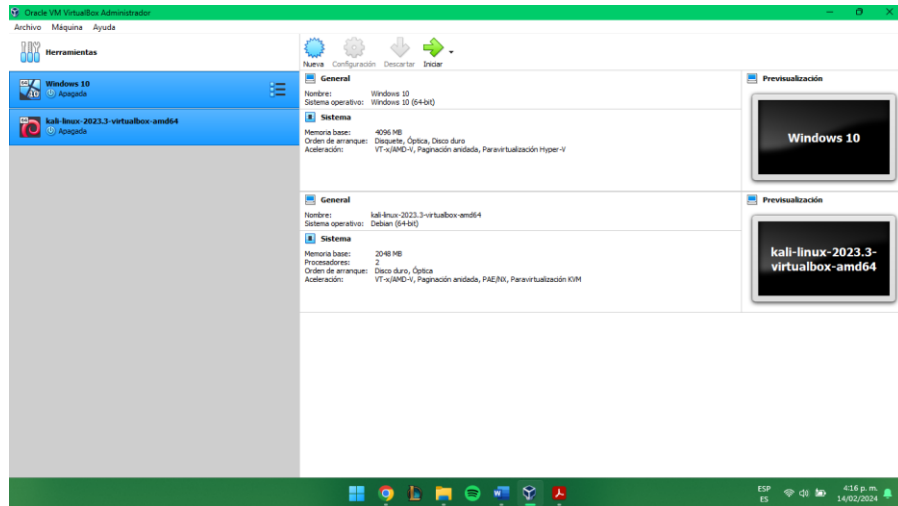 Oracle VM VirtualBox Administrador
Archivo Máquina Ayuda
Herramientas
Nueva Configuración Descartar Iniciar
Windows 10
Apagada
kali-linux-2023.3-virtualbox-amd64
Apagada
General
Nombre: Windows 10
Sistema operativo: Windows 10 (64-bit)
Sistema
Memoria base: 4096 MB
Orden de arranque: Disquete, Óptica, Disco duro
Aceleración: VT-x/AMD-V, Paginación anidada, Paravirtualización Hyper-V
Previsualización
Windows 10
General
Nombre: kali-linux-2023.3-virtualbox-amd64
Sistema operativo: Debian (64-bit)
Sistema
Memoria base: 2048 MB
Procesadores: 2
Orden de arranque: Disco duro, Óptica
Aceleración: VT-x/AMD-V, Paginación anidada, PAE/NX, Paravirtualización KVM
Previsualización
kali-linux-2023.3-
virtualbox-amd64
ESP
ES
4:16 p. m.
14/02/2024